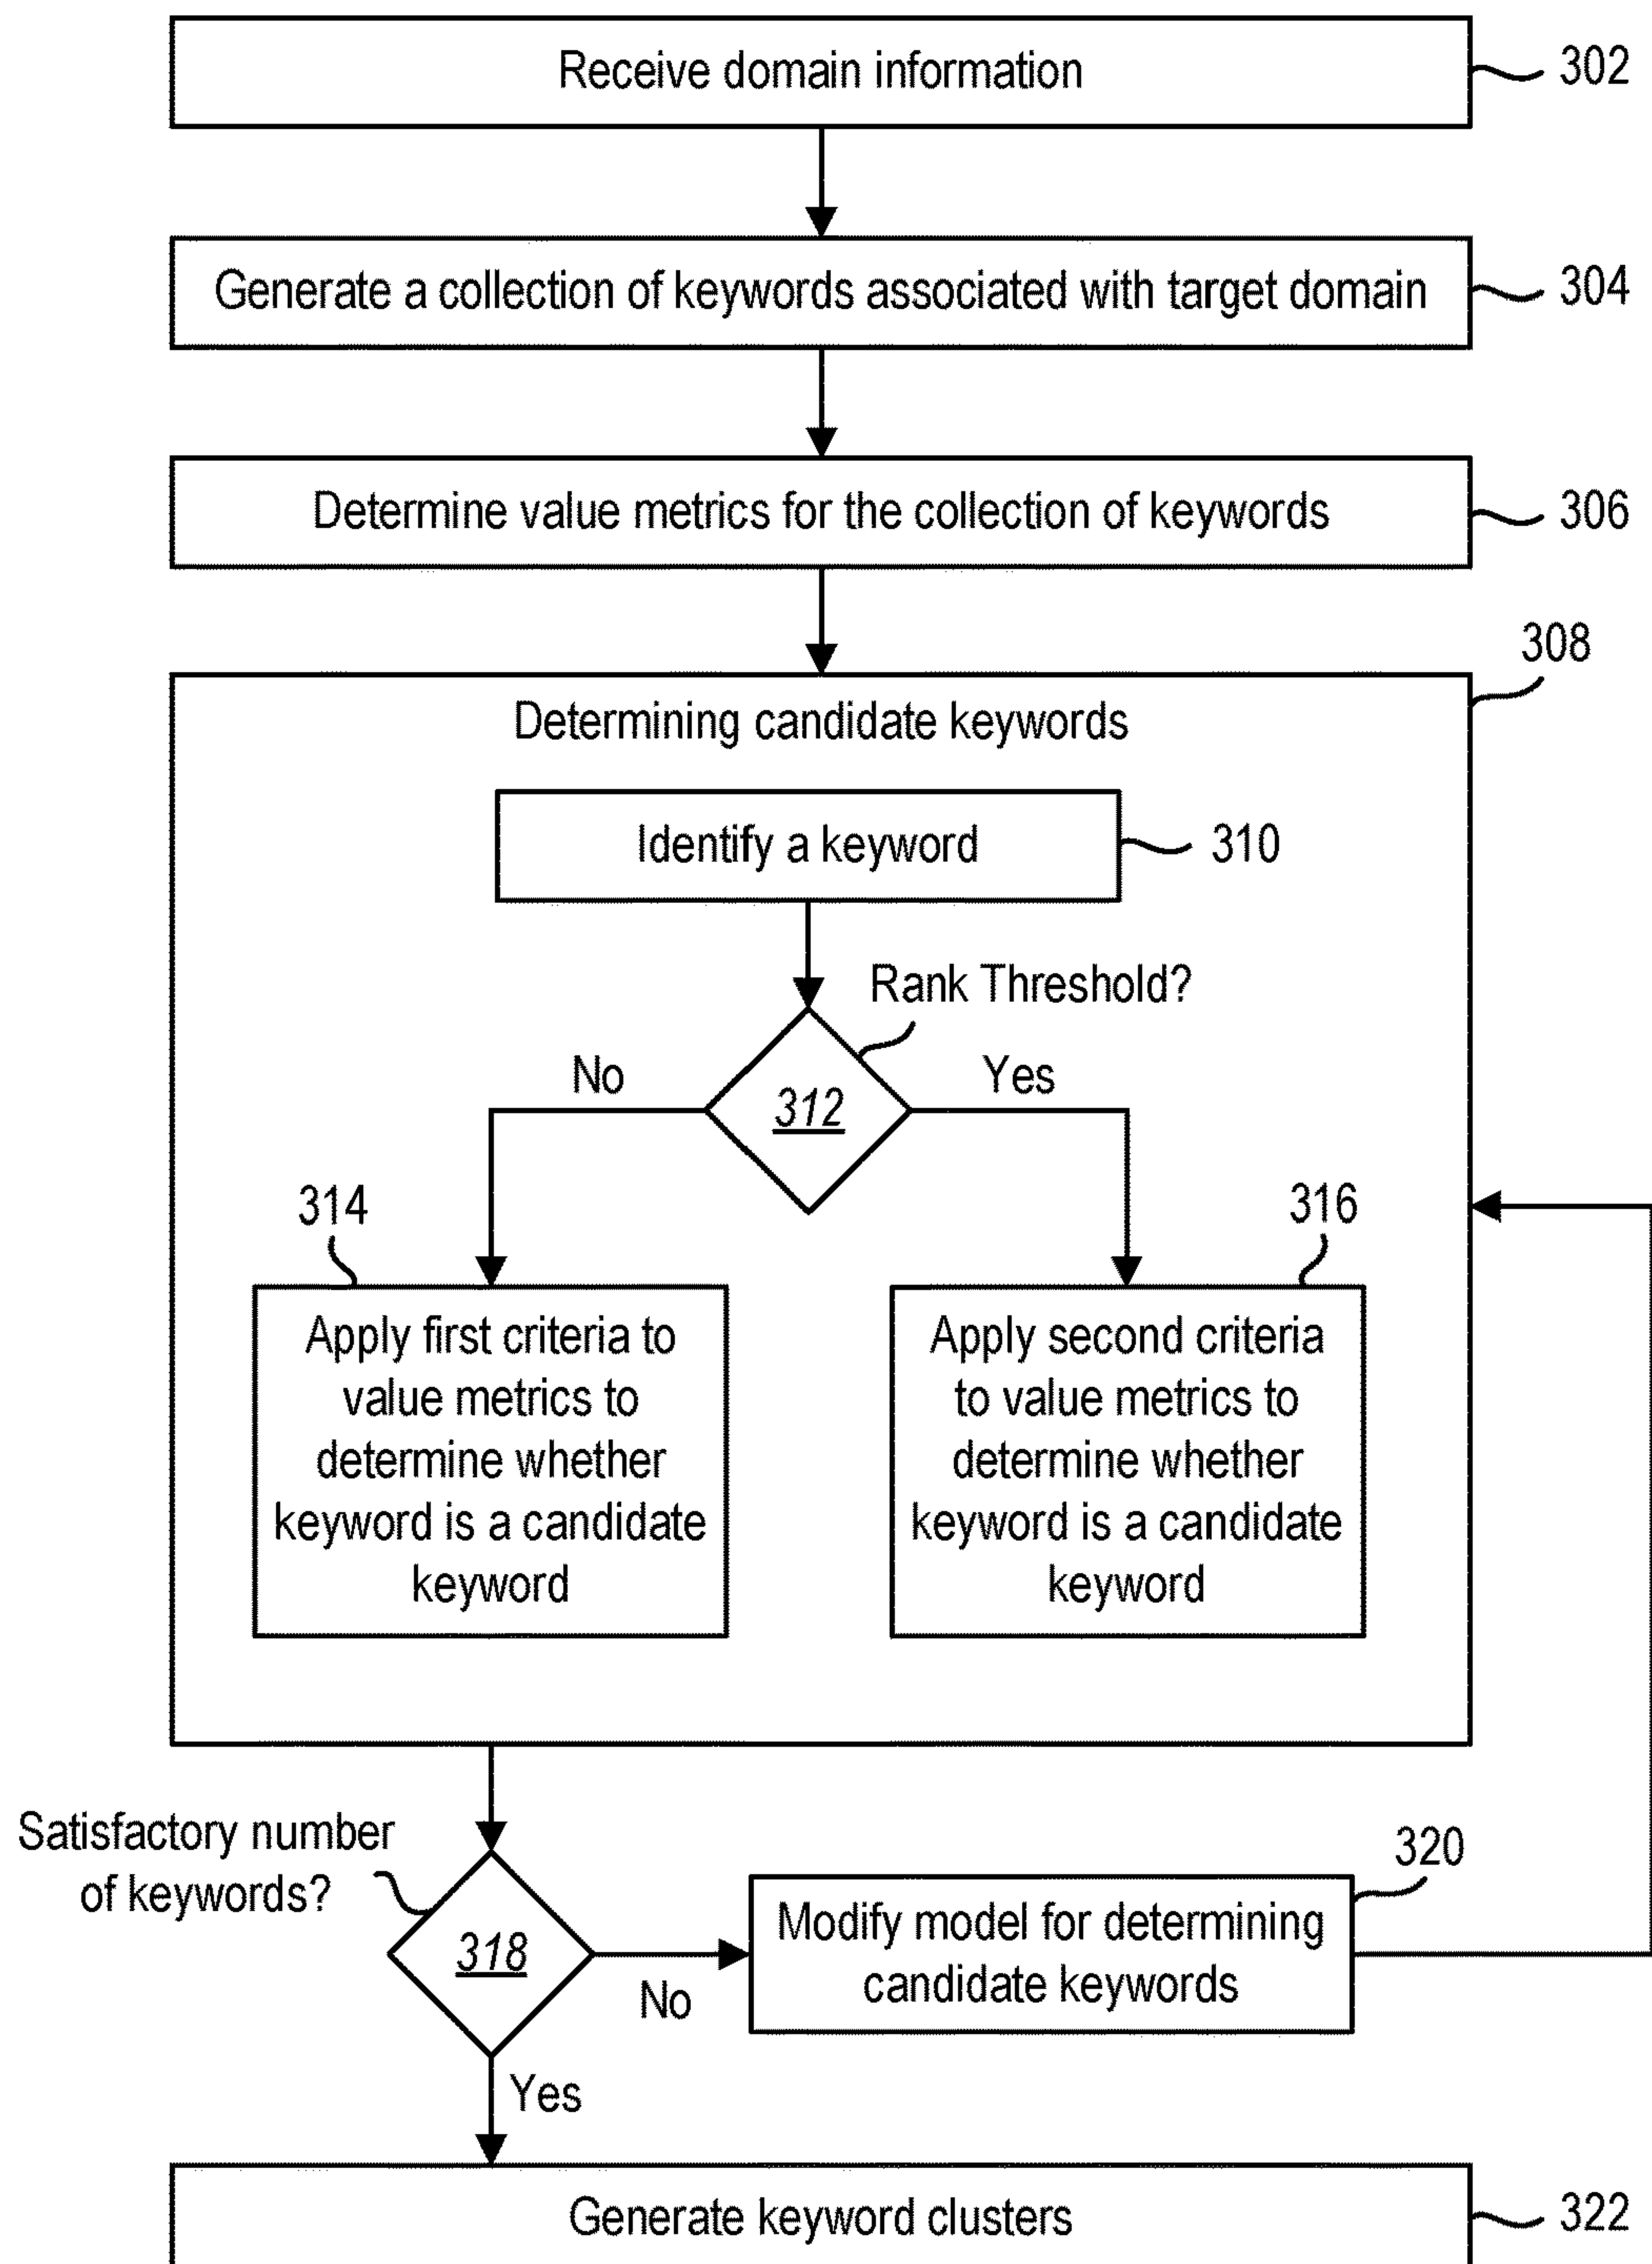 Receive domain information
302
Generate a collection of keywords associated with target domain
304
Determine value metrics for the collection of keywords
306
308
Determining candidate keywords
Identify a keyword
310
Rank Threshold?
No
Yes
312
314
316
Apply first criteria to
value metrics to
determine whether
keyword is a candidate
keyword
Apply second criteria
to value metrics to
determine whether
keyword is a candidate
keyword
Satisfactory number
of keywords?
318
No
320
Modify model for determining
candidate keywords
Yes
Generate keyword clusters
322